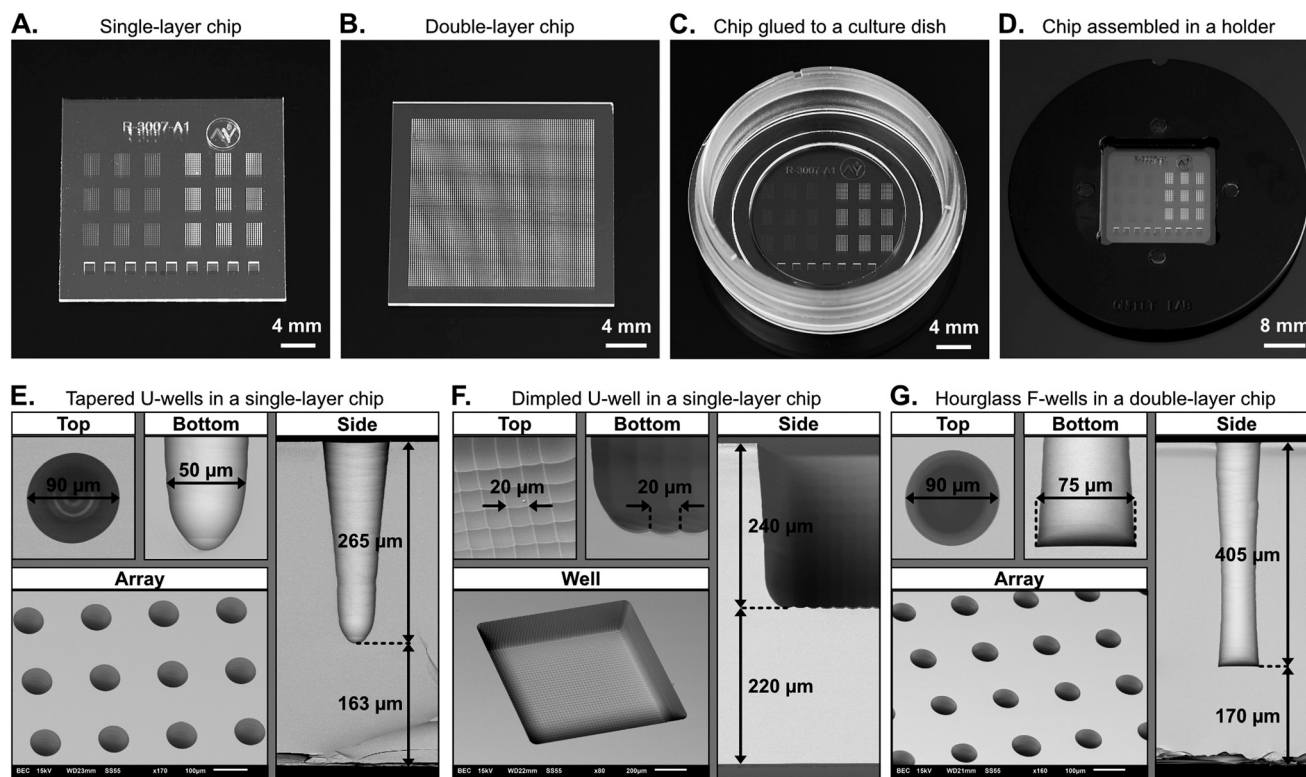 A. Single-layer chip
B. Double-layer chip
C. Chip glued to a culture dish
D. Chip assembled in a holder
R-3007-A1
R-3007-A1
4 mm
4 mm
4 mm
8 mm
E. Tapered U-wells in a single-layer chip
Top
Bottom
Side
90 µm
50 µm
265 µm
Array
163 µm
BEC 15kV WD23mm SS55 x170 100µm
F. Dimpled U-well in a single-layer chip
Top
Bottom
Side
20 µm
20 µm
240 µm
Well
220 µm
BEC 15kV WD22mm SS55 x80 200µm
G. Hourglass F-wells in a double-layer chip
Top
Bottom
Side
90 µm
75 µm
405 µm
Array
170 µm
BEC 15kV WD21mm SS55 x160 100µm